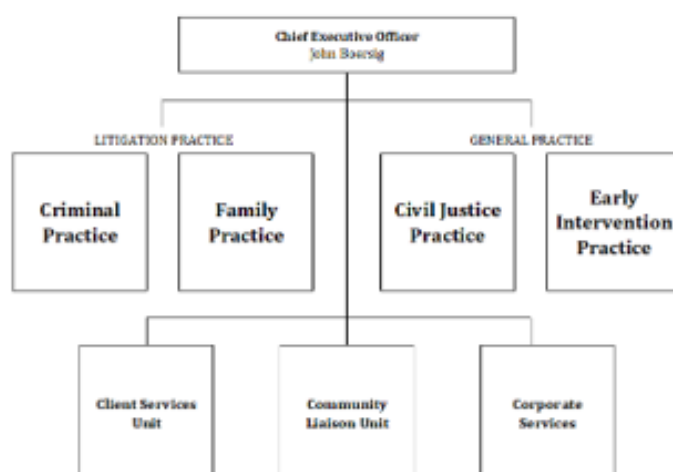 Chief Executive Officer
John Boersig
LITIGATION PRACTICE
GENERAL PRACTICE
Criminal
Practice
Family
Practice
Civil Justice
Practice
Early
Intervention
Practice
Client Services
Unit
Community
Liaison Unit
Corporate
Services